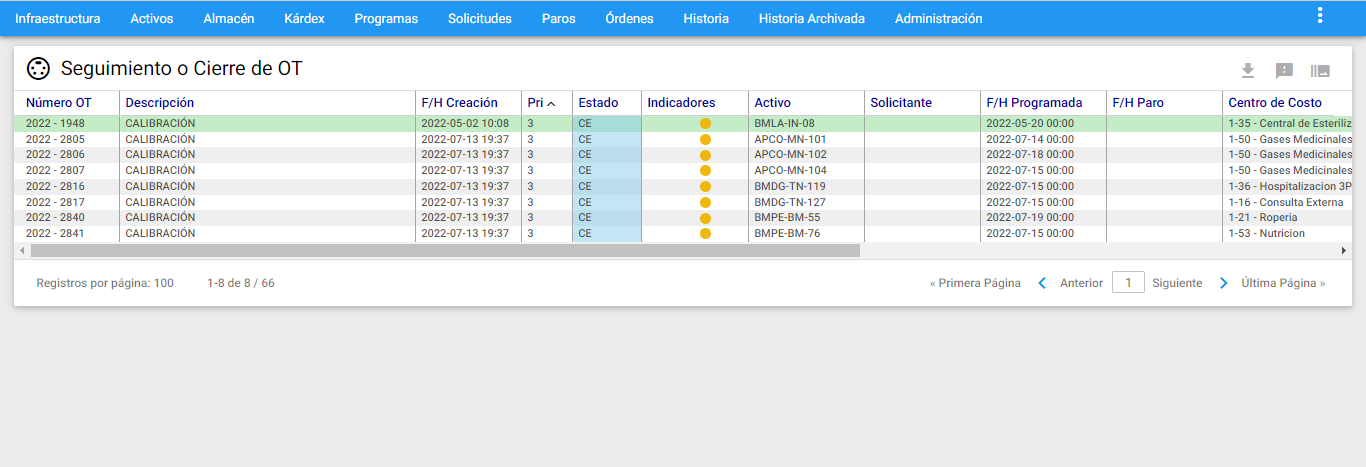 Infraestructura Activos Almacén Kárdex Programas Solicitudes Paros Órdenes Historia Historia Archivada Administración
Seguimiento o Cierre de OT
Número OT Descripción F/H Creación Pri Estado Indicadores Activo Solicitante F/H Programada F/H Paro Centro de Costo
2022 - 1948 CALIBRACIÓN 2022-05-02 10:08 3 CE BMLA-IN-08 2022-05-20 00:00 1-35 - Central de Esteriliz
2022 - 2805 CALIBRACIÓN 2022-07-13 19:37 3 CE APCO-MN-101 2022-07-14 00:00 1-50 - Gases Medicinales
2022 - 2806 CALIBRACIÓN 2022-07-13 19:37 3 CE APCO-MN-102 2022-07-18 00:00 1-50 - Gases Medicinales
2022 - 2807 CALIBRACIÓN 2022-07-13 19:37 3 CE APCO-MN-104 2022-07-15 00:00 1-50 - Gases Medicinales
2022 - 2816 CALIBRACIÓN 2022-07-13 19:37 3 CE BMDG-TN-119 2022-07-15 00:00 1-36 - Hospitalizacion 3P
2022 - 2817 CALIBRACIÓN 2022-07-13 19:37 3 CE BMDG-TN-127 2022-07-15 00:00 1-16 - Consulta Externa
2022 - 2840 CALIBRACIÓN 2022-07-13 19:37 3 CE BMPE-BM-55 2022-07-19 00:00 1-21 - Roperia
2022 - 2841 CALIBRACIÓN 2022-07-13 19:37 3 CE BMPE-BM-76 2022-07-15 00:00 1-53 - Nutricion
Registros por página: 100 1-8 de 8 / 66 « Primera Página Anterior 1 Siguiente Última Página »